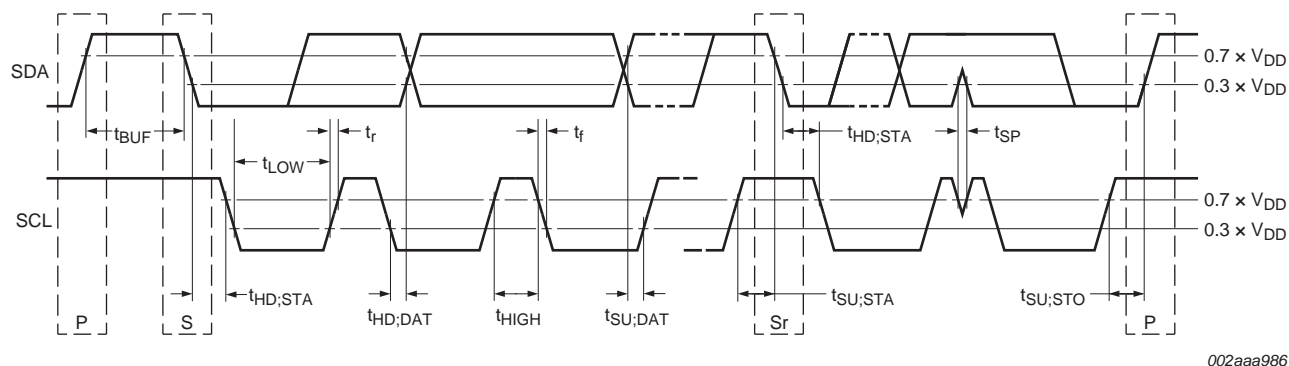 SDA
0.7 × VDD
0.3 × VDD
tBUF
tLOW
tr
tf
tHD;STA
tSP
SCL
0.7 × VDD
0.3 × VDD
tHD;STA
tHD;DAT
tHIGH
tSU;DAT
tSU;STA
tSU;STO
P
S
Sr
P
002aaa986